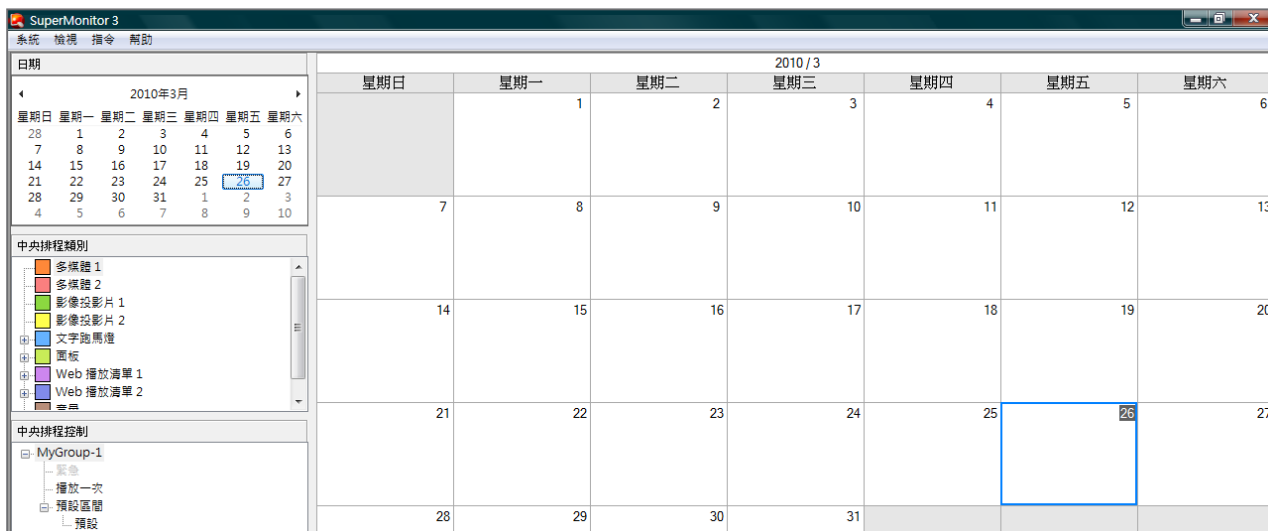 SuperMonitor 3
系統 檢視 指令 幫助
日期
2010年3月
星期日 星期一 星期二 星期三 星期四 星期五 星期六
28 1 2 3 4 5 6
7 8 9 10 11 12 13
14 15 16 17 18 19 20
21 22 23 24 25 26 27
28 29 30 31 1 2 3
4 5 6 7 8 9 10
中央排程類別
多媒體 1
多媒體 2
影像投影片 1
影像投影片 2
文字跑馬燈
面板
Web 播放清單 1
Web 播放清單 2
中央排程控制
MyGroup-1
緊急
播放一次
預設區間
預設
2010 / 3
星期日 星期一 星期二 星期三 星期四 星期五 星期六
1 2 3 4 5 6
7 8 9 10 11 12 13
14 15 16 17 18 19 20
21 22 23 24 25 26 27
28 29 30 31